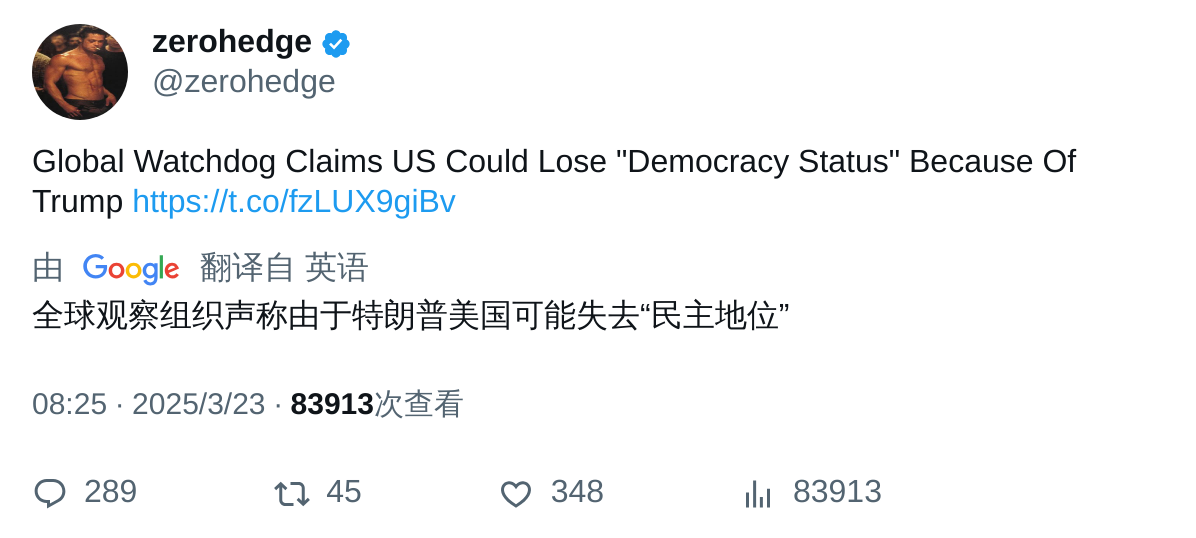 zerohedge
@zerohedge
Global Watchdog Claims US Could Lose "Democracy Status" Because Of
Trump https://t.co/fzLUX9giBv
由 Google 翻译自 英语
全球观察组织声称由于特朗普美国可能失去“民主地位”
08:25 · 2025/3/23 · 83913次查看
289 45 348 83913